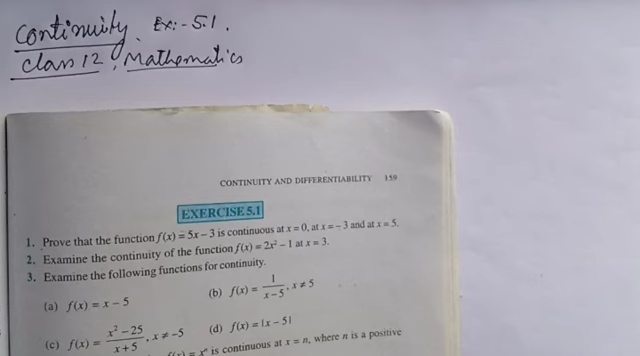 Continuity. Ex:- 5.1.
Class 12, Mathematics
CONTINUITY AND DIFFERENTIABILITY 159
EXERCISE 5.1
1. Prove that the function f(x) = 5x – 3 is continuous at x = 0, at x = – 3 and at x = 5.
2. Examine the continuity of the function f(x) = 2x² – 1 at x = 3.
3. Examine the following functions for continuity.
(a) f(x) = x – 5 (b) f(x) = 1/(x – 5), x ≠ 5
(c) f(x) = (x² – 25)/(x + 5), x ≠ –5 (d) f(x) = |x – 5|
f(x) = xⁿ is continuous at x = n, where n is a positive